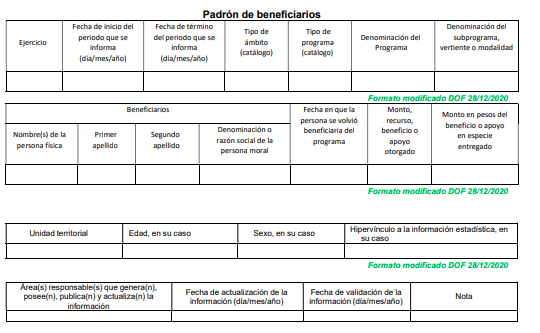 Padrón de beneficiarios
Ejercicio
Fecha de inicio del
periodo que se
informa
(día/mes/año)
Fecha de término
del periodo que se
informa
(día/mes/año)
Tipo de
ámbito
(catálogo)
Tipo de
programa
(catálogo)
Denominación del
Programa
Denominación del
subprograma,
vertiente o modalidad
Formato modificado DOF 28/12/2020
Beneficiarios
Nombre(s) de la
persona física
Primer
apellido
Segundo
apellido
Denominación o
razón social de la
persona moral
Fecha en que la
persona se volvió
beneficiaria del
programa
Monto,
recurso,
beneficio o
apoyo
otorgado
Monto en pesos del
beneficio o apoyo
en especie
entregado
Formato modificado DOF 28/12/2020
Unidad territorial
Edad, en su caso
Sexo, en su caso
Hipervínculo a la información estadística, en
su caso
Formato modificado DOF 28/12/2020
Área(s) responsable(s) que genera(n),
posee(n), publica(n) y actualiza(n) la
información
Fecha de actualización de la
información (día/mes/año)
Fecha de validación de la
información (día/mes/año)
Nota